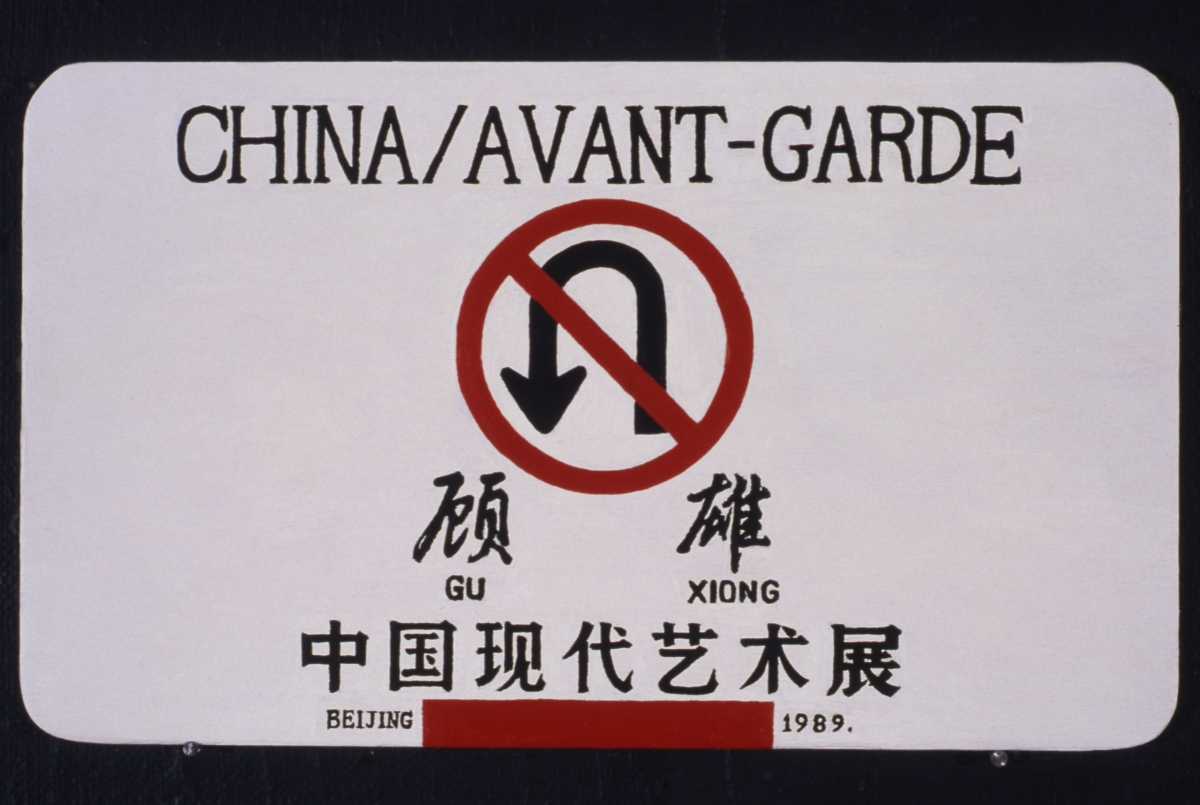 CHINA/AVANT-GARDE
顾 雄
GU XIONG
中国现代艺术展
BEIJING 1989.